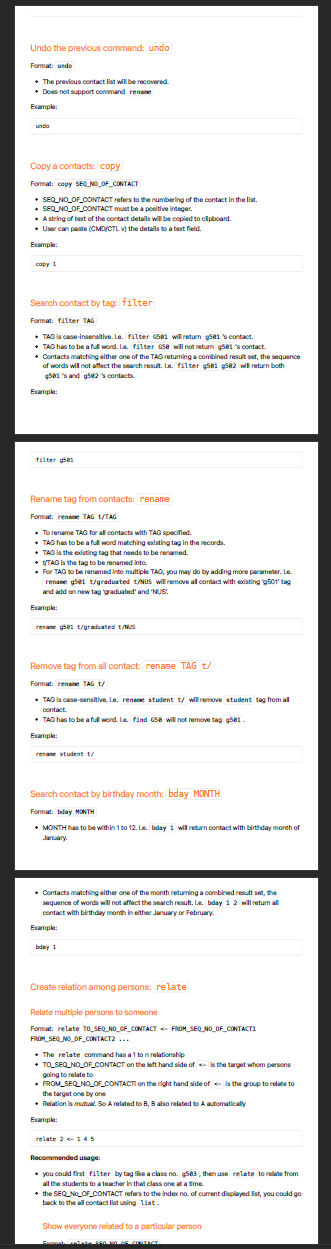 Undo the previous command: undo
Format: undo
• The previous contact list will be recovered.
• Does not support command rename
Example:
undo
Copy a contacts: copy
Format: copy SEQ_NO_OF_CONTACT
• SEQ_NO_OF_CONTACT refers to the numbering of the contact in the list.
• SEQ_NO_OF_CONTACT must be a positive integer.
• A string of text of the contact details will be copied to clipboard.
• User can paste (CMD/CTL v) the details to a text field.
Example:
copy 1
Search contact by tag: filter
Format: filter TAG
• TAG is case-insensitive. I.e. filter G501 will return g501 's contact.
• TAG has to be a full word. I.e. filter G50 will not return g501 's contact.
• Contacts matching either one of the TAG returning a combined result set, the sequence
of words will not affect the search result. I.e. filter g501 g502 will return both
g501 's and g502 's contacts.
Example:
filter g501
Rename tag from contacts: rename
Format: rename TAG t/TAG
• To rename TAG for all contacts with TAG specified.
• TAG has to be a full word matching existing tag in the records.
• TAG is the existing tag that needs to be renamed.
• t/TAG is the tag to be renamed into.
• For TAG to be renamed into multiple TAG, you may do by adding more parameter. I.e.
rename g501 t/graduated t/NUS will remove all contact with existing 'g501' tag
and add on new tag 'graduated' and 'NUS'.
Example:
rename g501 t/graduated t/NUS
Remove tag from all contact: rename TAG t/
Format: rename TAG t/
• TAG is case-sensitive. I.e. rename student t/ will remove student tag from all
contact.
• TAG has to be a full word. I.e. find G50 will not remove tag g501 .
Example:
rename student t/
Search contact by birthday month: bday MONTH
Format: bday MONTH
• MONTH has to be within 1 to 12. I.e. bday 1 will return contact with birthday month of
January.
• Contacts matching either one of the month returning a combined result set, the
sequence of words will not affect the search result. I.e. bday 1 2 will return all
contact with birthday month in either January or February.
Example:
bday 1
Create relation among persons: relate
Relate multiple persons to someone
Format: relate TO_SEQ_NO_OF_CONTACT <- FROM_SEQ_NO_OF_CONTACT1
FROM_SEQ_NO_OF_CONTACT2 ...
• The relate command has a 1 to n relationship
• TO_SEQ_NO_OF_CONTACT on the left hand side of <- is the target whom persons
going to relate to
• FROM_SEQ_NO_OF_CONTACTi on the right hand side of <- is the group to relate to
the target one by one
• Relation is mutual. So A related to B, B also related to A automatically
Example:
relate 2 <- 1 4 5
Recommended usage:
• you could first filter by tag like a class no. g503 , then use relate to relate from
all the students to a teacher in that class one at a time.
• the SEQ_No_OF_CONTACT refers to the index no. of current displayed list, you could go
back to the all contact list using list .
Show everyone related to a particular person
Format: relate SEQ_NO_OF_CONTACT